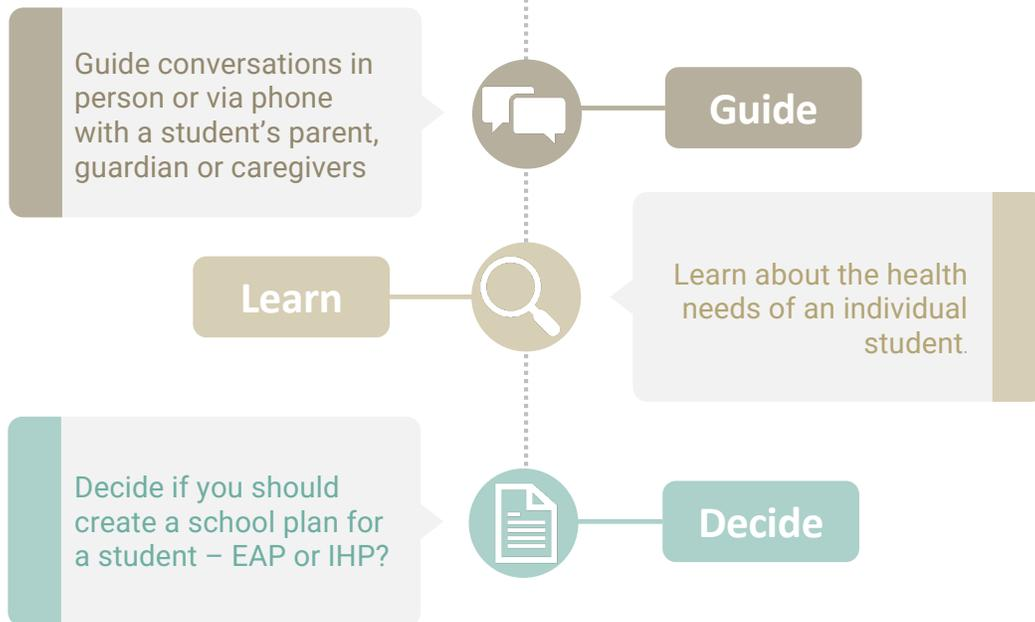 Guide conversations in
person or via phone
with a student’s parent,
guardian or caregivers
Guide
Learn
Learn about the health
needs of an individual
student.
Decide if you should
create a school plan for
a student – EAP or IHP?
Decide